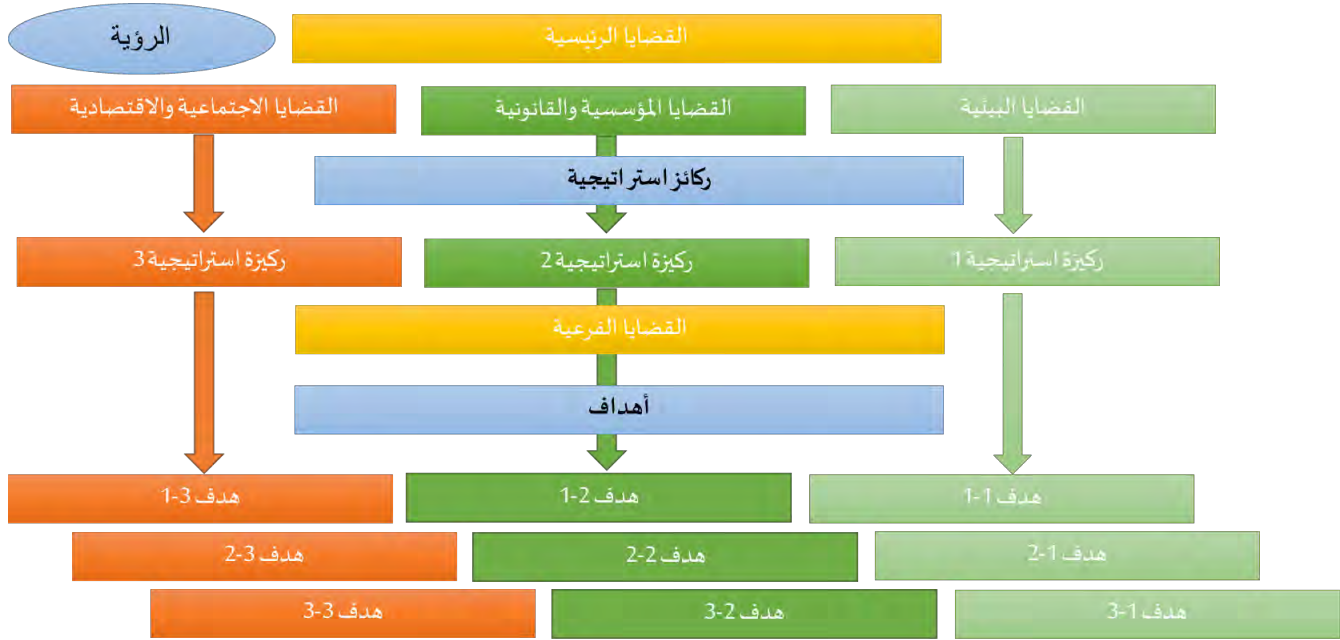 الرؤية
القضايا الرئيسية
القضايا البيئية
القضايا المؤسسية والقانونية
القضايا الاجتماعية والاقتصادية
ركائز استراتيجية
ركيزة استراتيجية 1
ركيزة استراتيجية 2
ركيزة استراتيجية 3
القضايا الفرعية
أهداف
هدف 1-1
هدف 2-1
هدف 3-1
هدف 1-2
هدف 2-2
هدف 3-2
هدف 1-3
هدف 2-3
هدف 3-3